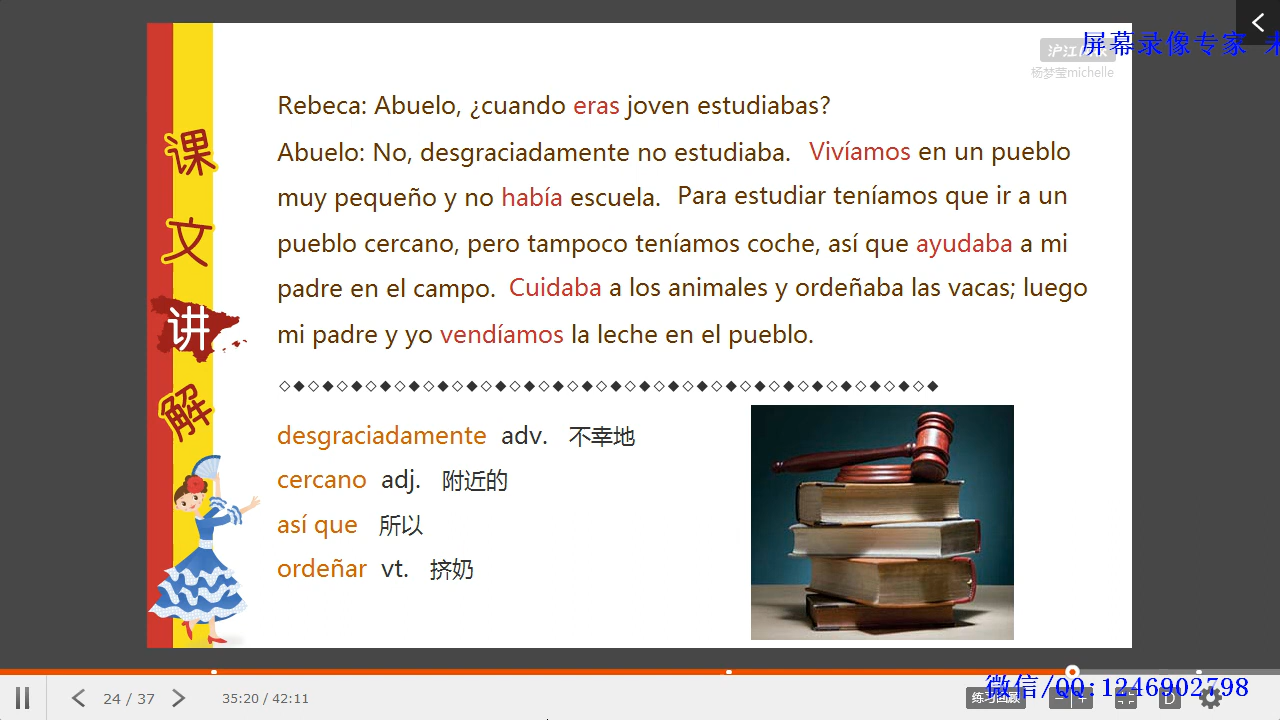 屏幕录像专家
沪江
杨梦莹michelle
课文讲解
Rebeca: Abuelo, ¿cuando eras joven estudiabas?
Abuelo: No, desgraciadamente no estudiaba. Vivíamos en un pueblo
muy pequeño y no había escuela. Para estudiar teníamos que ir a un
pueblo cercano, pero tampoco teníamos coche, así que ayudaba a mi
padre en el campo. Cuidaba a los animales y ordeñaba las vacas; luego
mi padre y yo vendíamos la leche en el pueblo.
desgraciadamente adv. 不幸地
cercano adj. 附近的
así que 所以
ordeñar vt. 挤奶
24 / 37
35:20 / 42:11
练习回顾
微信/QQ:1246902798
D